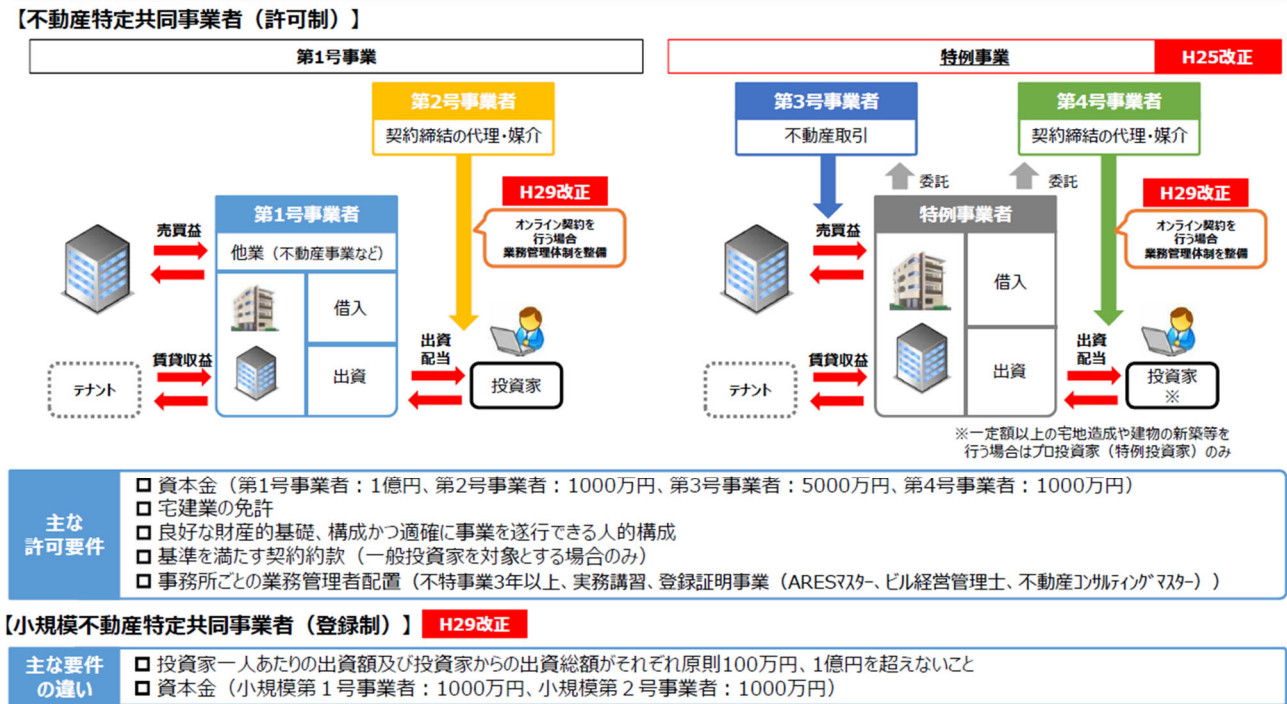 【不動産特定共同事業者（許可制）】
第1号事業
第2号事業者
契約締結の代理・媒介
H29改正
オンライン契約を
行う場合
業務管理体制を整備
第1号事業者
他業（不動産事業など）
借入
出資
売買益
賃貸収益
テナント
出資
配当
投資家
特例事業
H25改正
第3号事業者
不動産取引
第4号事業者
契約締結の代理・媒介
委託
委託
H29改正
オンライン契約を
行う場合
業務管理体制を整備
特例事業者
借入
出資
売買益
賃貸収益
テナント
出資
配当
投資家
※
※一定額以上の宅地造成や建物の新築等を
行う場合はプロ投資家（特例投資家）のみ
主な
許可要件
資本金（第1号事業者：1億円、第2号事業者：1000万円、第3号事業者：5000万円、第4号事業者：1000万円）
宅建業の免許
良好な財産的基礎、構成かつ適確に事業を遂行できる人的構成
基準を満たす契約約款（一般投資家を対象とする場合のみ）
事務所ごとの業務管理者配置（不特事業3年以上、実務講習、登録証明事業（ARESマスター、ビル経営管理士、不動産コンサルティングマスター））
【小規模不動産特定共同事業者（登録制）】 H29改正
主な要件
の違い
投資家一人あたりの出資額及び投資家からの出資総額がそれぞれ原則100万円、1億円を超えないこと
資本金（小規模第１号事業者：1000万円、小規模第２号事業者：1000万円）